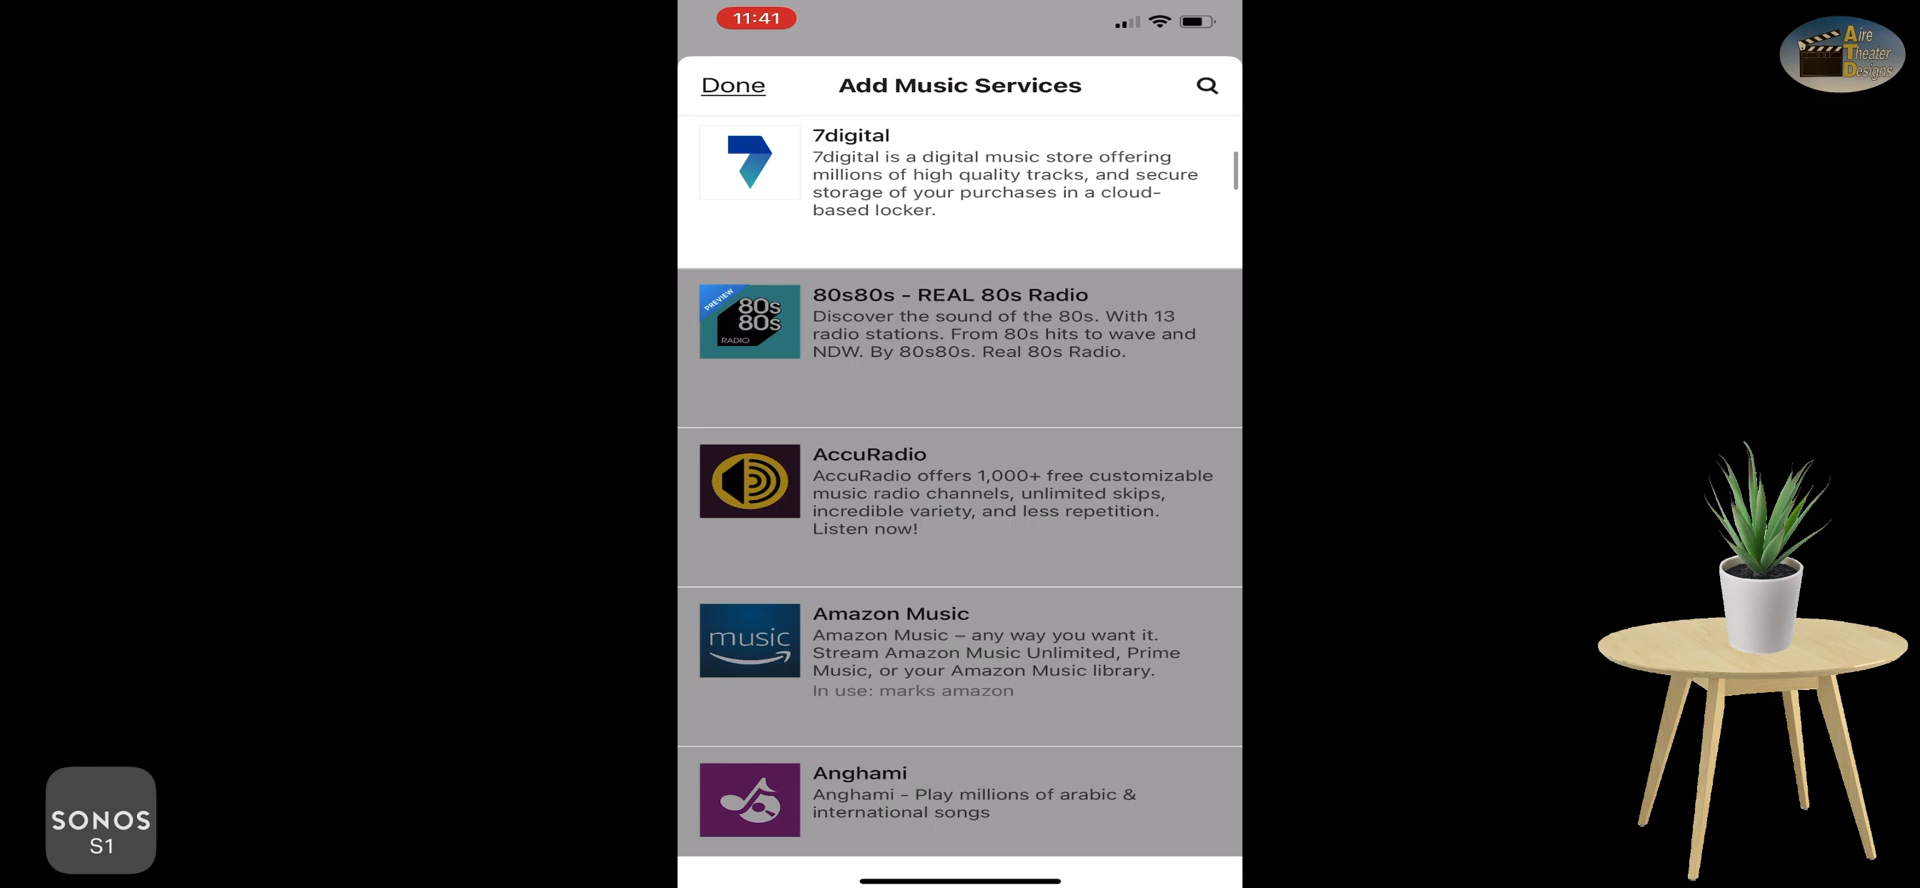 11:41
Aire
Theater
Designs
Done
Add Music Services
7
7digital
7digital is a digital music store offering
millions of high quality tracks, and secure
storage of your purchases in a cloud-
based locker.
PREVIEW
80s
80s
RADIO
80s80s - REAL 80s Radio
Discover the sound of the 80s. With 13
radio stations. From 80s hits to wave and
NDW. By 80s80s. Real 80s Radio.
AccuRadio
AccuRadio offers 1,000+ free customizable
music radio channels, unlimited skips,
incredible variety, and less repetition.
Listen now!
music
Amazon Music
Amazon Music – any way you want it.
Stream Amazon Music Unlimited, Prime
Music, or your Amazon Music library.
In use: marks amazon
Anghami
Anghami - Play millions of arabic &
international songs
SONOS
S1